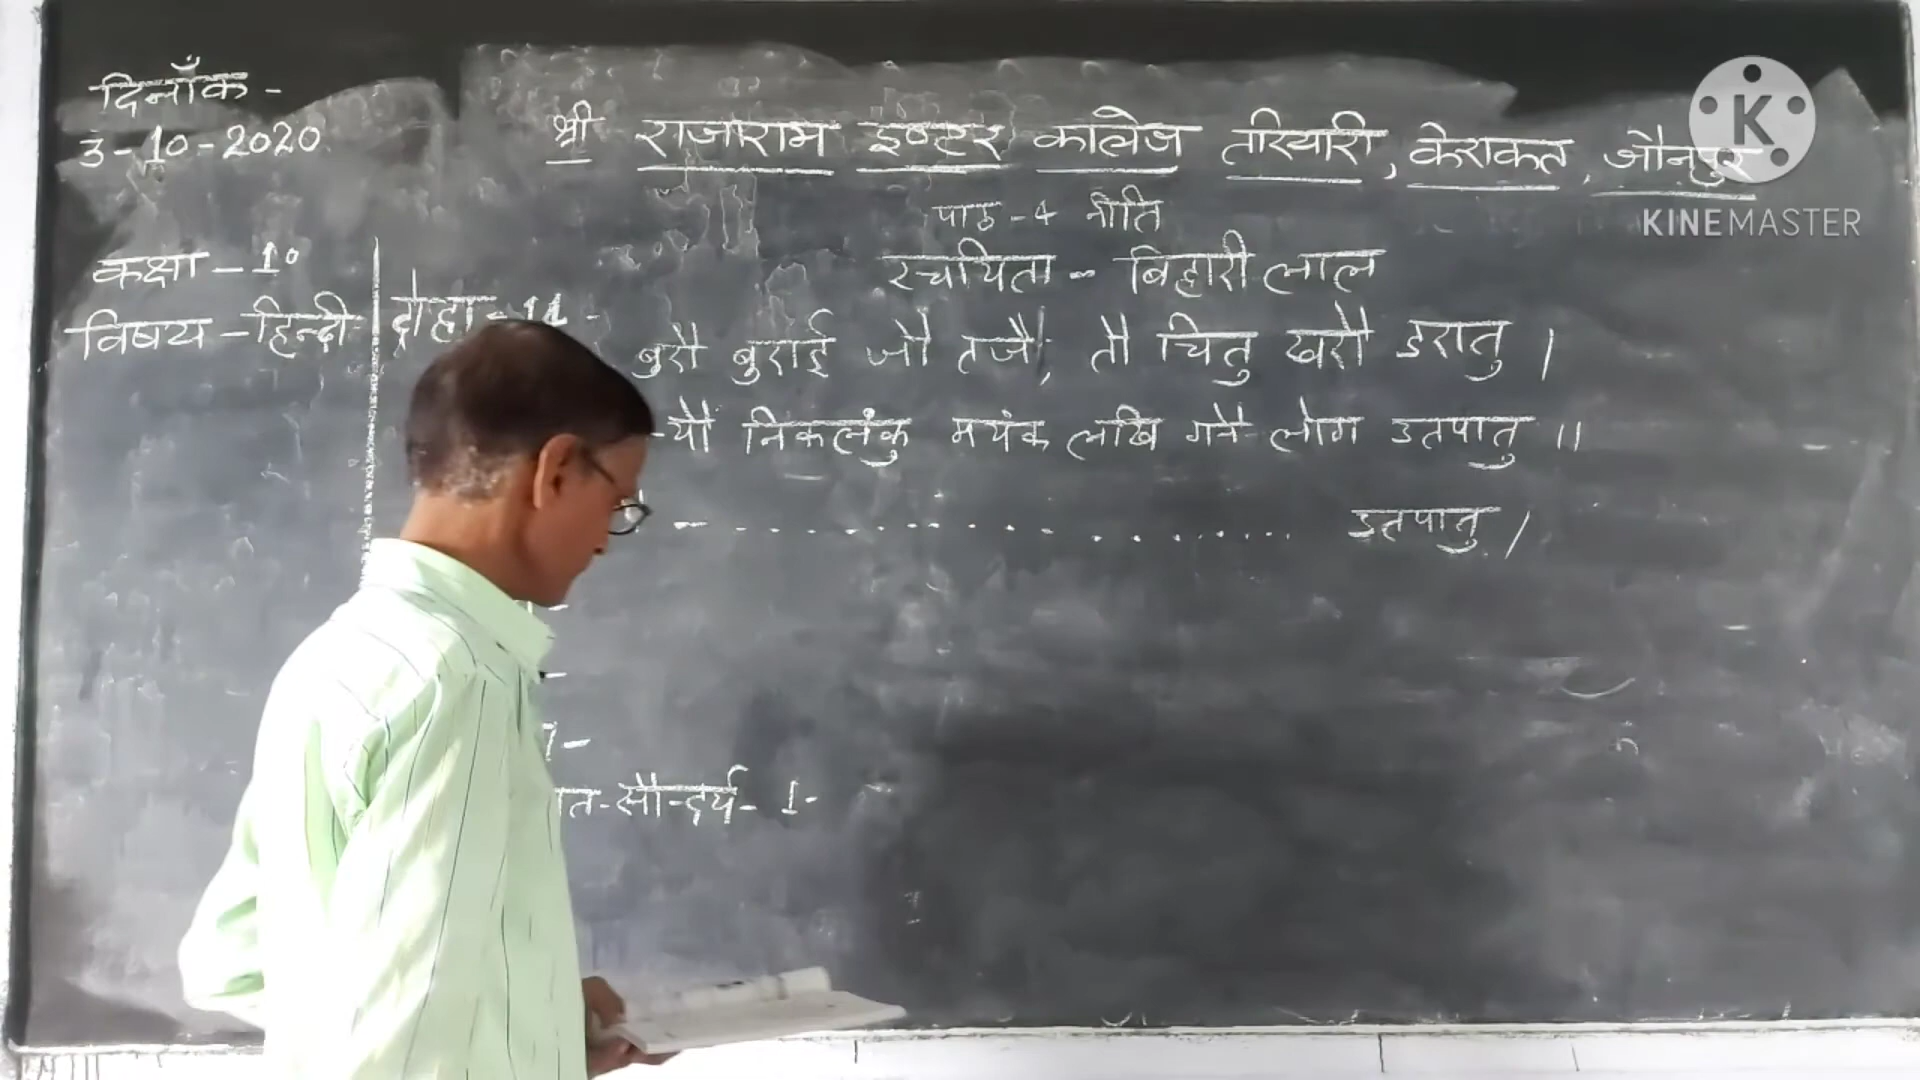 दिनाँक -
3-10-2020
श्री राजाराम इण्टर कालेज तरियारी, केराकत, जौनपुर
K
KINEMASTER
पाठ-4 नीति
रचयिता - बिहारी लाल
कक्षा - 10
विषय - हिन्दी
दोहा - 11 -
बुरौ बुराई जौ तजै, तौ चितु खरौ डरातु ।
-यौं निकलंकु मयंक लखि गनै लोग उतपातु ।।
- . . . . . . . . . . . . . . . . . . . उतपातु ।
त-सौन्दर्य- 1-